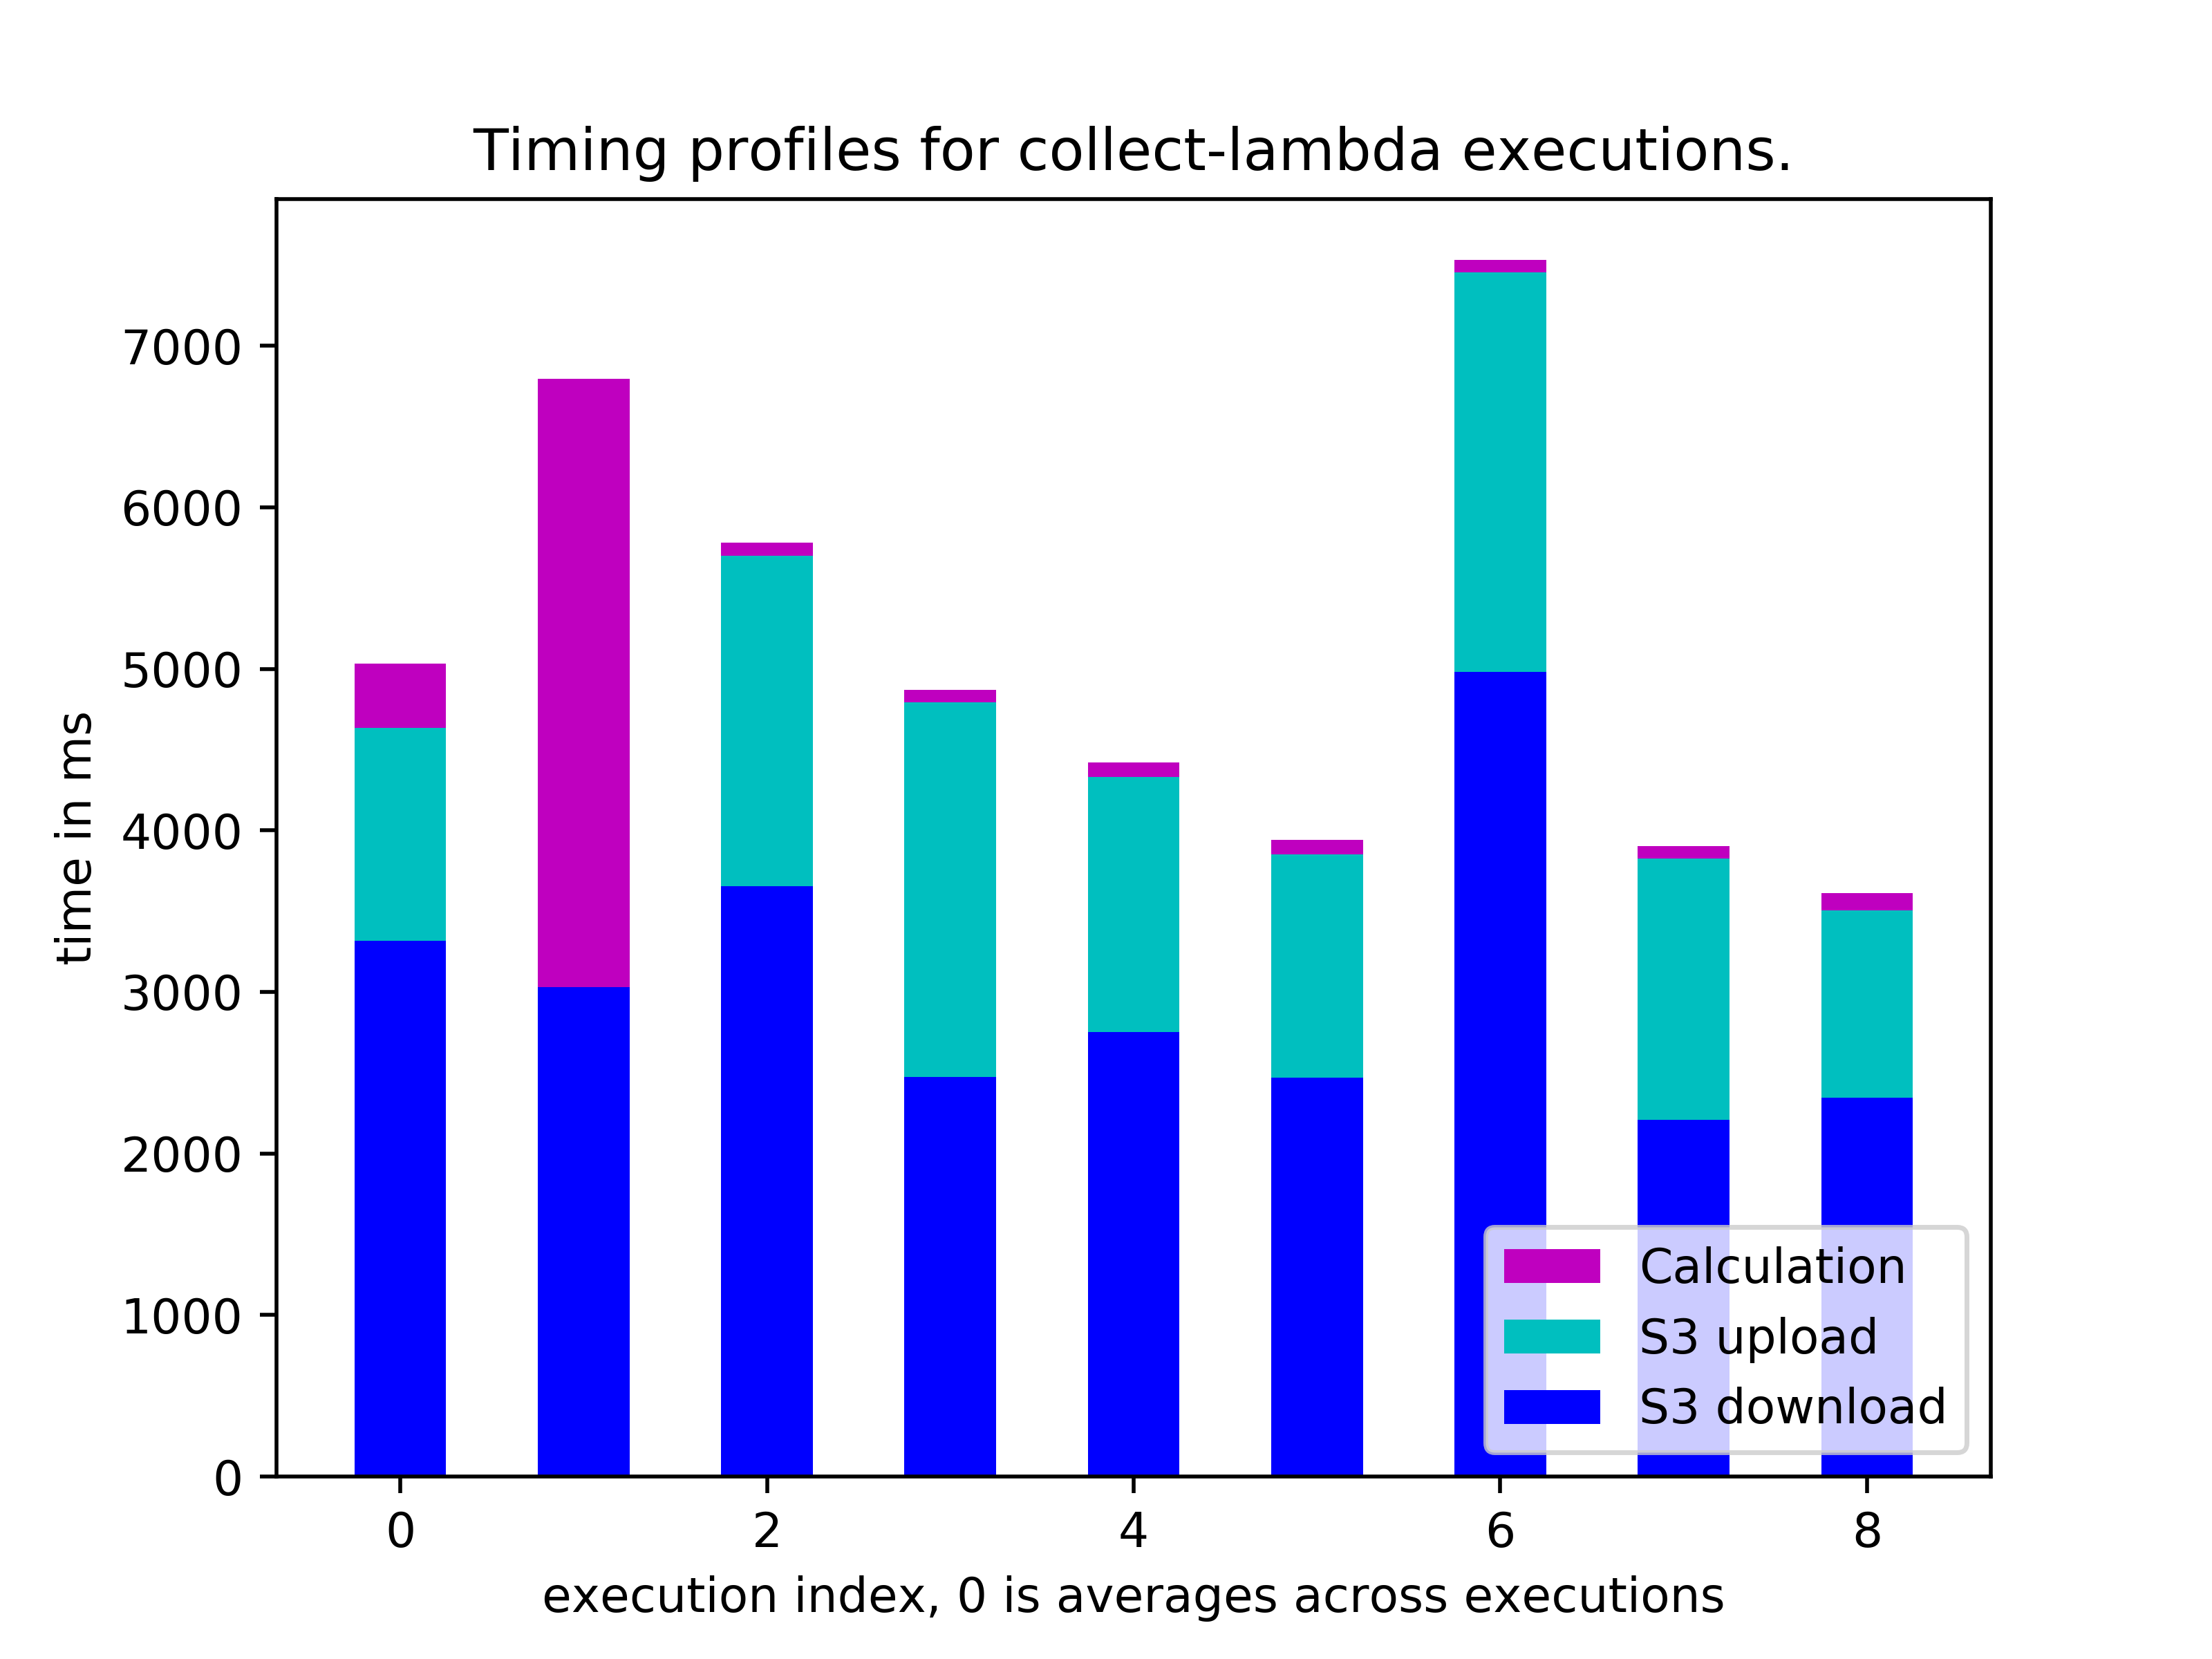 Timing profiles for collect-lambda executions.
time in ms
7000
6000
5000
4000
3000
2000
1000
0
Calculation
S3 upload
S3 download
0 2 4 6 8
execution index, 0 is averages across executions